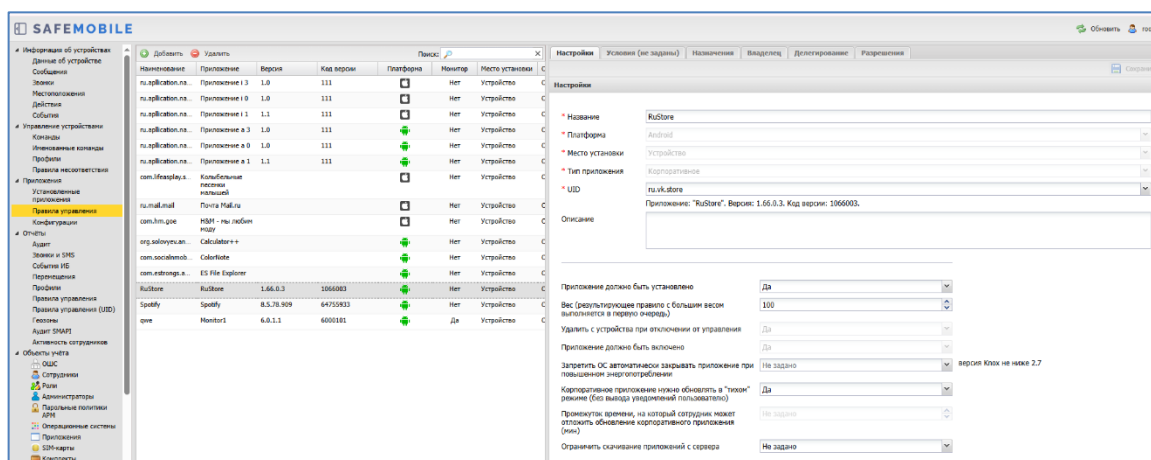 SAFEMOBILE
Обновить
Информация об устройствах
Данные об устройстве
Сообщения
Звонки
Местоположения
Действия
События
Управление устройствами
Команды
Именованные команды
Профили
Правила несоответствия
Приложения
Установленные
приложения
Правила управления
Конфигурации
Отчёты
Аудит
Звонки и SMS
События ИБ
Перемещения
Профили
Правила управления
Правила управления (UID)
Геозоны
Аудит SMAPI
Активность сотрудников
Объекты учёта
ОШС
Сотрудники
Роли
Администраторы
Парольные политики
АРМ
Операционные системы
Приложения
SIM-карты
Комплекты
Добавить Удалить Поиск:
Наименование Приложение Версия Код версии Платформа Монитор Место установки С
ru.apllication.na... Приложение i 3 1.0 111 Нет Устройство
ru.apllication.na... Приложение i 0 1.0 111 Нет Устройство
ru.apllication.na... Приложение i 1 1.1 111 Нет Устройство
ru.apllication.na... Приложение a 3 1.0 111 Нет Устройство
ru.apllication.na... Приложение a 0 1.0 111 Нет Устройство
ru.apllication.na... Приложение a 1 1.1 111 Нет Устройство
com.lifeasplay.s... Колыбельные Нет Устройство
песенки
малышей
ru.mail.mail Почта Mail.ru Нет Устройство
com.hm.goe H&M - мы любим Нет Устройство
моду
org.solovyev.an... Calculator++ Нет Устройство
com.socialnmob... ColorNote Нет Устройство
com.estrongs.a... ES File Explorer Нет Устройство
RuStore RuStore 1.66.0.3 1066003 Нет Устройство
Spotify Spotify 8.5.78.909 64755933 Нет Устройство
qwe Monitor1 6.0.1.1 6000101 Да Устройство
Настройки Условия (не заданы) Назначения Владелец Делегирование Разрешения
Настройки
* Название RuStore
* Платформа Android
* Место установки Устройство
* Тип приложения Корпоративное
* UID ru.vk.store
Приложение: "RuStore". Версия: 1.66.0.3. Код версии: 1066003.
Описание
Приложение должно быть установлено Да
Вес (результирующее правило с большим весом 100
выполняется в первую очередь)
Удалить с устройства при отключении от управления Да
Приложение должно быть включено Да
Запретить ОС автоматически закрывать приложение при Не задано версия Knox не ниже 2.7
повышенном энергопотреблении
Корпоративное приложение нужно обновлять в "тихом" Да
режиме (без вывода уведомлений пользователю)
Промежуток времени, на который сотрудник может Не задано
отложить обновление корпоративного приложения
(мин)
Ограничить скачивание приложений с сервера Не задано